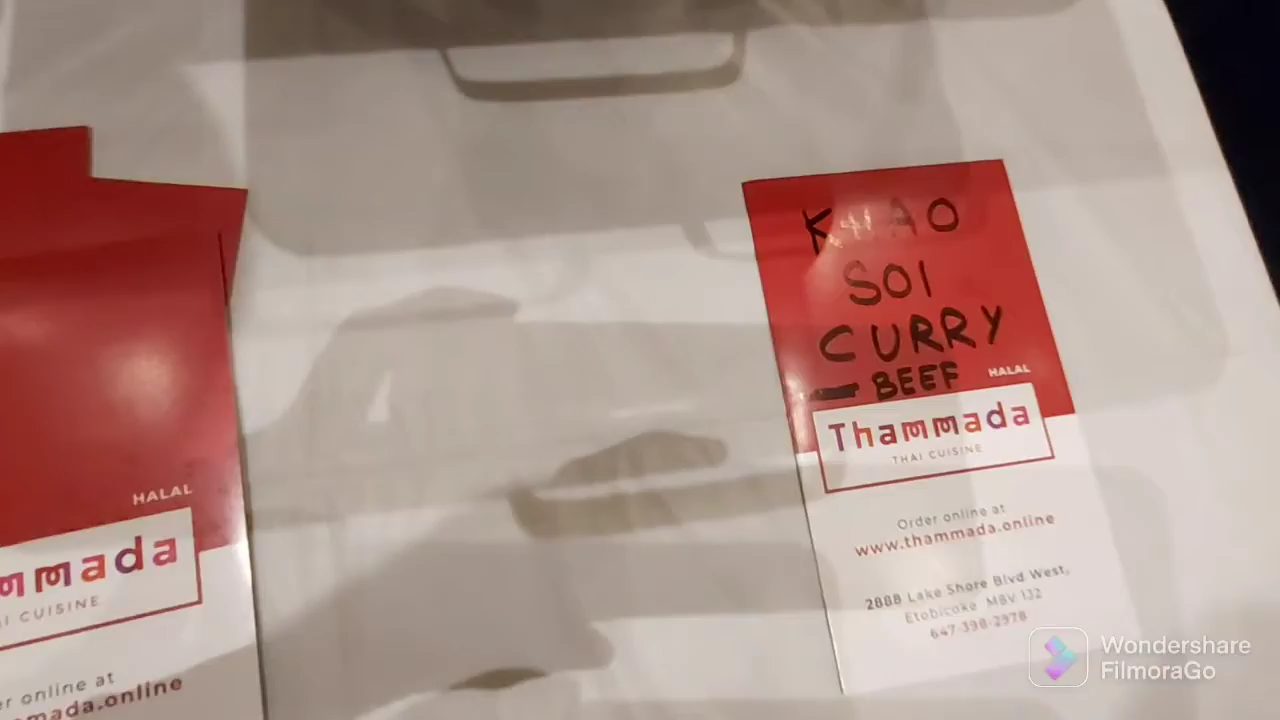 HALAL
mmada
AI CUISINE
er online at
mmada.online
KHAO
SOI
CURRY
- BEEF
HALAL
Thammada
THAI CUISINE
Order online at
www.thammada.online
2888 Lake Shore Blvd West,
Etobicoke M8V 1J2
647-398-2978
Wondershare
FilmoraGo